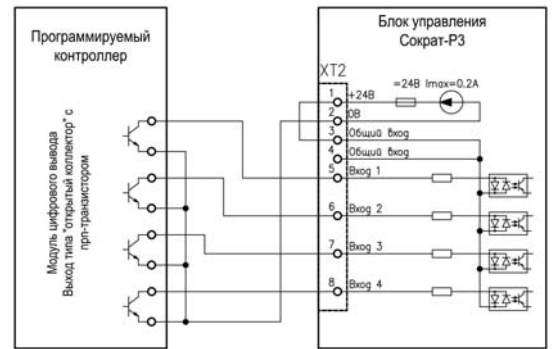 Программируемый
контроллер
Модуль цифрового вывода
Выход типа "открытый коллектор" с
npn-транзистором
Блок управления
Сократ-Р3
XT2
=24В Imax=0.2А
1 +24В
2 0В
3 Общий вход
4 Общий вход
5 Вход 1
6 Вход 2
7 Вход 3
8 Вход 4